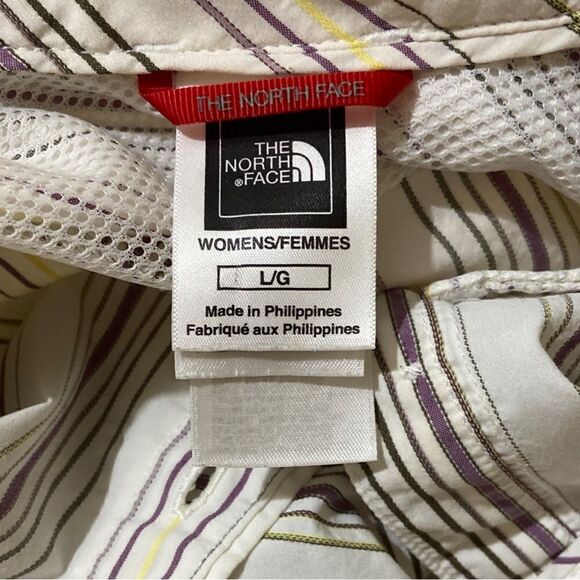 THE NORTH FACE
THE
NORTH
®FACE
WOMENS/FEMMES
L/G
Made in Philippines
Fabriqué aux Philippines